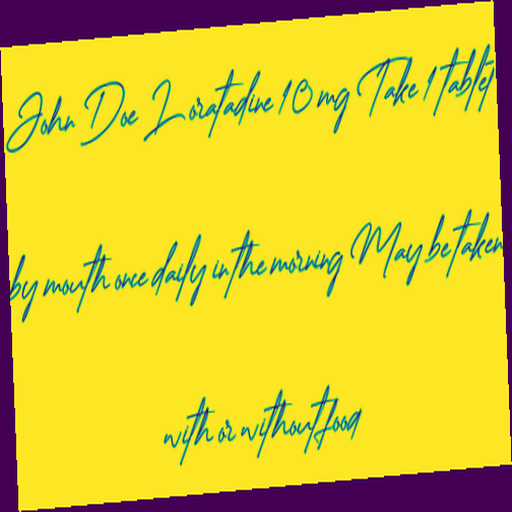 John Doe Loratadine 10 mg Take 1 tablet
by mouth once daily in the morning May be taken
with or without food